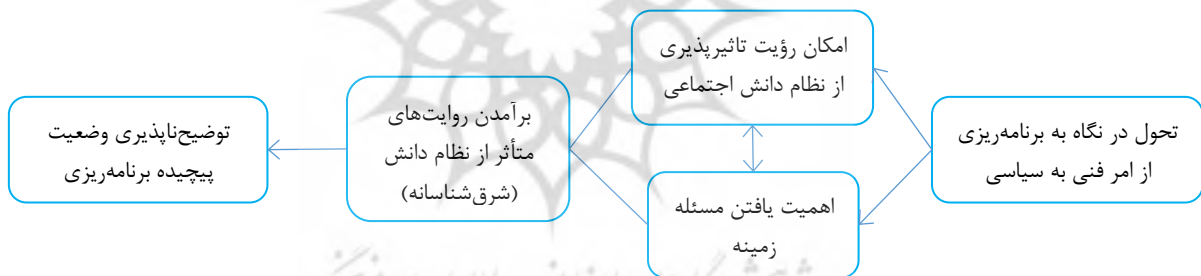 تحول در نگاه به برنامه‌ریزی
از امر فنی به سیاسی
امکان رؤیت تاثیرپذیری
از نظام دانش اجتماعی
اهمیت یافتن مسئله
زمینه
برآمدن روایت‌های
متأثر از نظام دانش
(شرق‌شناسانه)
توضیح‌ناپذیری وضعیت
پیچیده برنامه‌ریزی